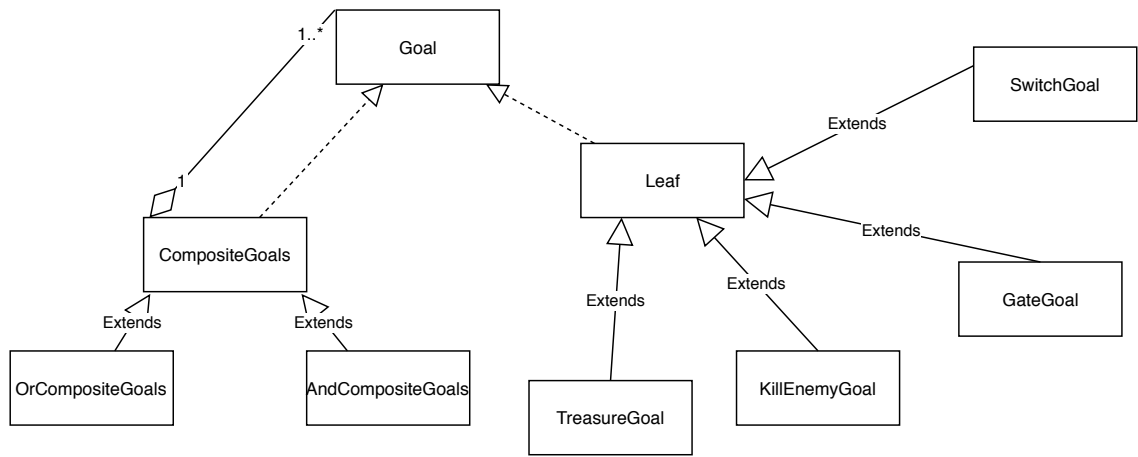 1..*
Goal
SwitchGoal
Extends
1
Leaf
Extends
CompositeGoals
Extends
Extends
GateGoal
Extends
Extends
OrCompositeGoals
AndCompositeGoals
KillEnemyGoal
TreasureGoal